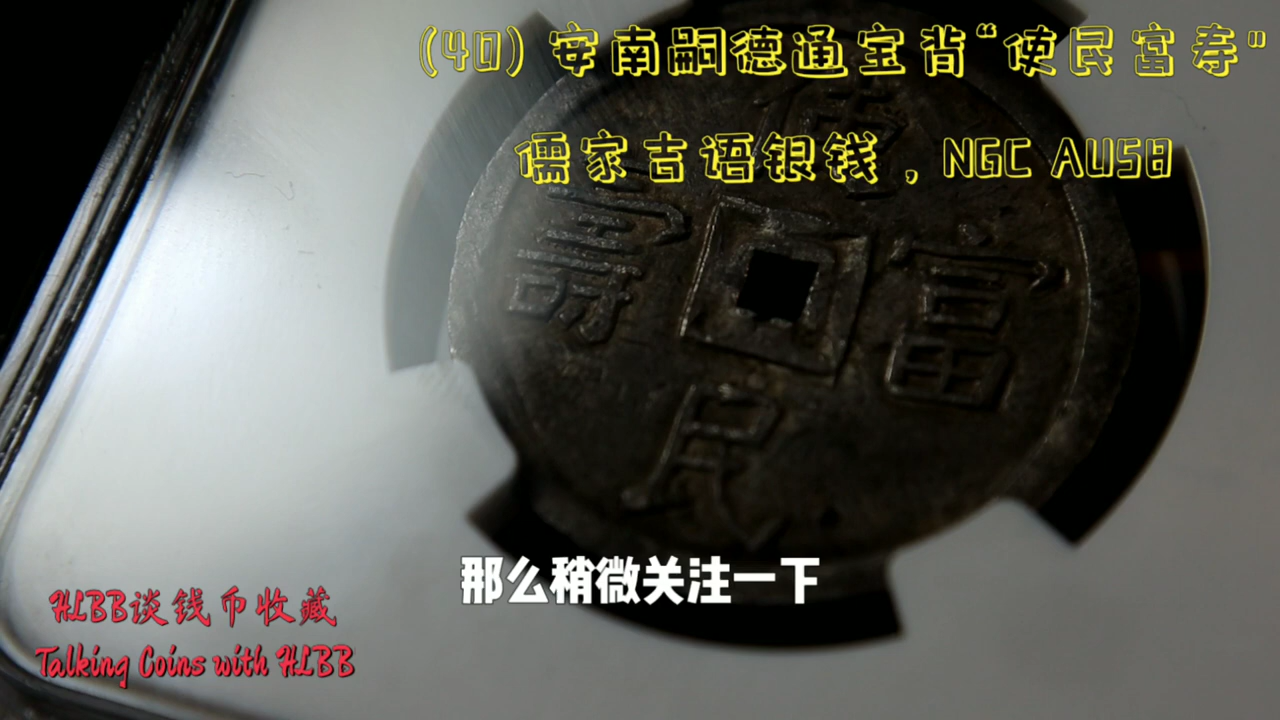 (40) 安南嗣德通宝背“使民富寿"
儒家吉语银钱，NGC AU58
使
壽
富
民
那么稍微关注一下
HLBB谈钱币收藏
Talking Coins with HLBB